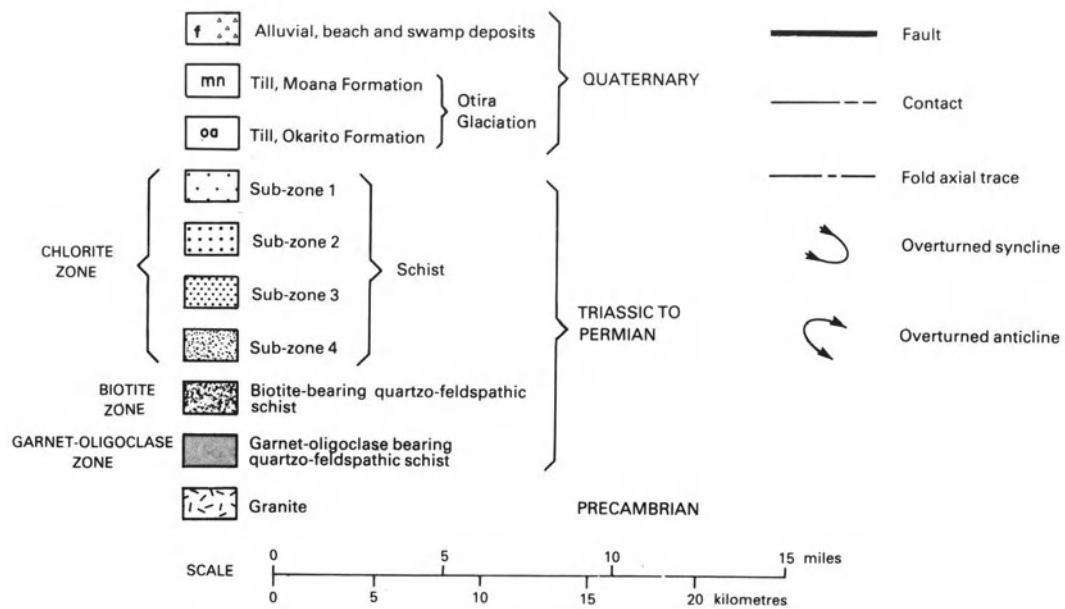 f
Alluvial, beach and swamp deposits
mn
Till, Moana Formation
oa
Till, Okarito Formation
Otira
Glaciation
QUATERNARY
CHLORITE
ZONE
Sub-zone 1
Sub-zone 2
Sub-zone 3
Sub-zone 4
Schist
BIOTITE
ZONE
Biotite-bearing quartzo-feldspathic
schist
GARNET-OLIGOCLASE
ZONE
Garnet-oligoclase bearing
quartzo-feldspathic schist
TRIASSIC TO
PERMIAN
Granite
PRECAMBRIAN
Fault
Contact
Fold axial trace
Overturned syncline
Overturned anticline
SCALE
0 5 10 15 miles
0 5 10 15 20 kilometres